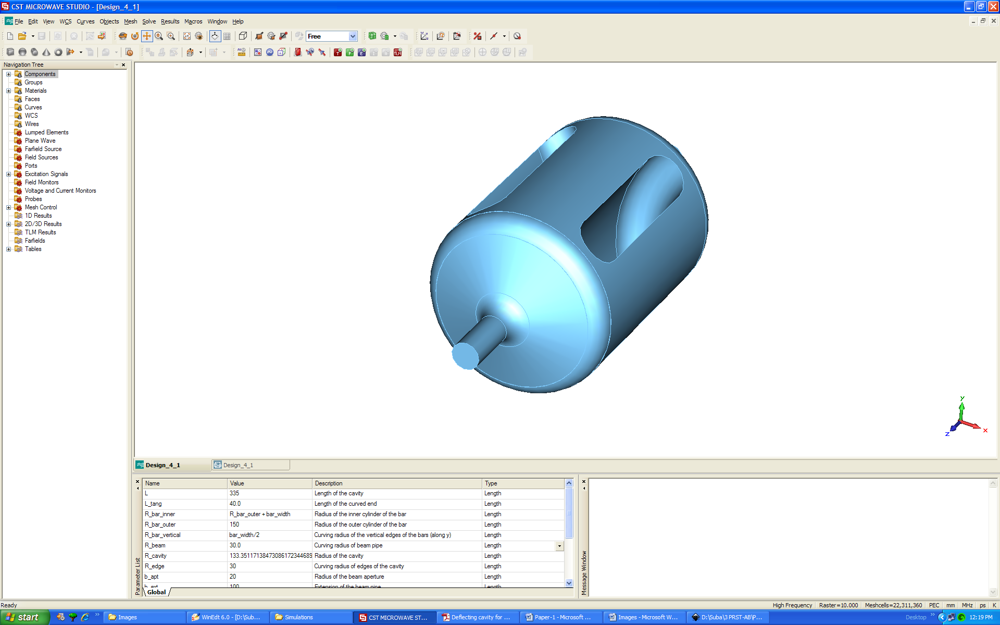 CST MICROWAVE STUDIO - [Design_4_1]
File Edit View WCS Curves Objects Mesh Solve Results Macros Window Help
Free
Navigation Tree
Components
Groups
Materials
Faces
Curves
WCS
Wires
Lumped Elements
Plane Wave
Farfield Source
Field Sources
Ports
Excitation Signals
Field Monitors
Voltage and Current Monitors
Probes
Mesh Control
1D Results
2D/3D Results
TLM Results
Farfields
Tables
y
x
z
Design_4_1 Design_4_1
Name Value Description Type
L 335 Length of the cavity Length
L_tang 40.0 Length of the curved end Length
R_bar_inner R_bar_outer + bar_width Radius of the inner cylinder of the bar Length
R_bar_outer 150 Radius of the outer cylinder of the bar Length
R_bar_vertical bar_width/2 Curving radius of the vertical edges of the bars (along y) Length
R_beam 30.0 Curving radius of beam pipe Length
R_cavity 133.35117138473086172344689 Radius of the cavity Length
R_edge 30 Curving radius of edges of the cavity Length
b_apt 20 Radius of the beam aperture Length
b_ext 100 Extension of the beam pipe Length
Global
Parameter List
Message Window
Ready High Frequency Raster=10.000 Meshcells=22,311,360 PEC mm MHz ps K
start Images WinEdt 6.0 - [D:\Sub... Simulations CST MICROWAVE ST... Deflecting cavity for ... Paper-1 - Microsoft ... Images - Microsoft W... D:\Suba\3 PRST-AB\P... Desktop 12:19 PM